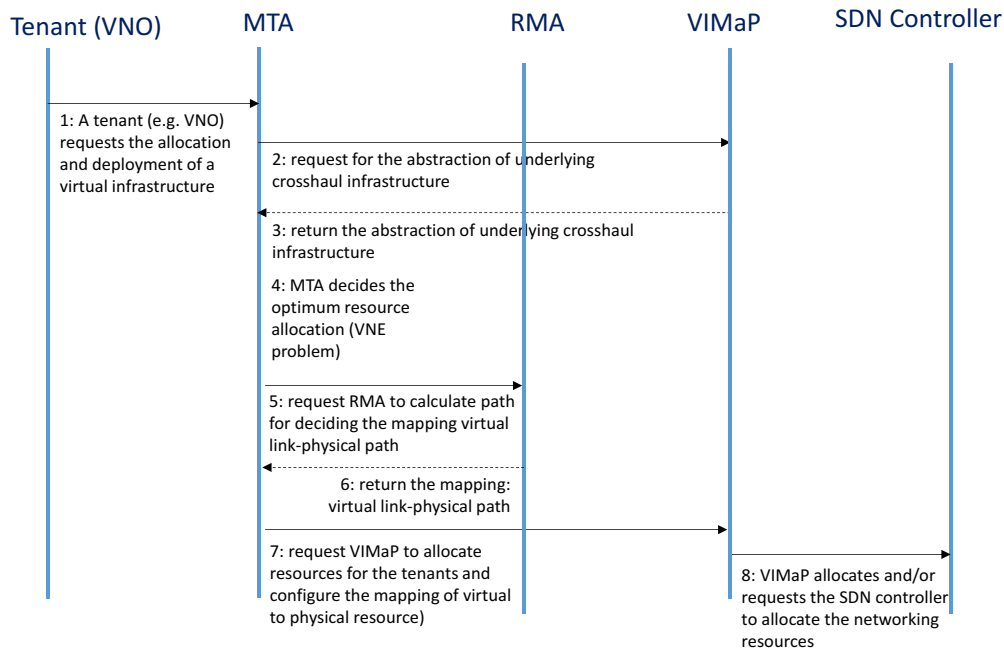 Tenant (VNO)
MTA
RMA
VIMaP
SDN Controller
1: A tenant (e.g. VNO)
requests the allocation
and deployment of a
virtual infrastructure
2: request for the abstraction of underlying
crosshaul infrastructure
3: return the abstraction of underlying crosshaul
infrastructure
4: MTA decides the
optimum resource
allocation (VNE
problem)
5: request RMA to calculate path
for deciding the mapping virtual
link-physical path
6: return the mapping:
virtual link-physical path
7: request VIMaP to allocate
resources for the tenants and
configure the mapping of virtual
to physical resource)
8: VIMaP allocates and/or
requests the SDN controller
to allocate the networking
resources